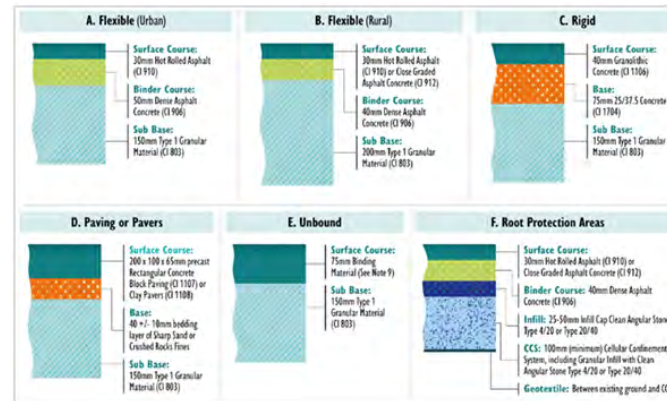 A. Flexible (Urban)
Surface Course:
30mm Hot Rolled Asphalt
(Cl 910)
Binder Course:
50mm Dense Asphalt
Concrete (Cl 906)
Sub Base:
150mm Type 1 Granular
Material (Cl 803)
B. Flexible (Rural)
Surface Course:
30mm Hot Rolled Asphalt
(Cl 910) or Close Graded
Asphalt Concrete (Cl 912)
Binder Course:
40mm Dense Asphalt
Concrete (Cl 906)
Sub Base:
200mm Type 1 Granular
Material (Cl 803)
C. Rigid
Surface Course:
40mm Granolithic
Concrete (Cl 1106)
Base:
75mm 25/37.5 Concrete
(Cl 1704)
Sub Base:
150mm Type 1 Granular
Material (Cl 803)
D. Paving or Pavers
Surface Course:
200 x 100 x 65mm precast
Rectangular Concrete
Block Paving (Cl 1107) or
Clay Pavers (Cl 1108)
Base:
40 +/- 10mm bedding
layer of Sharp Sand or
Crushed Rocks Fines
Sub Base:
150mm Type 1 Granular
Material (Cl 803)
E. Unbound
Surface Course:
75mm Binding
Material (See Note 9)
Sub Base:
150mm Type 1
Granular Material
(Cl 803)
F. Root Protection Areas
Surface Course:
30mm Hot Rolled Asphalt (Cl 910) or
Close Graded Asphalt Concrete (Cl 912)
Binder Course: 40mm Dense Asphalt
Concrete (Cl 906)
Infill: 25-50mm Infill Cap Clean Angular Stone
Type 4/20 or Type 20/40
CCS: 100mm (minimum) Cellular Confinement
System, including Granular Infill with Clean
Angular Stone Type 4/20 or Type 20/40
Geotextile: Between existing ground and CC